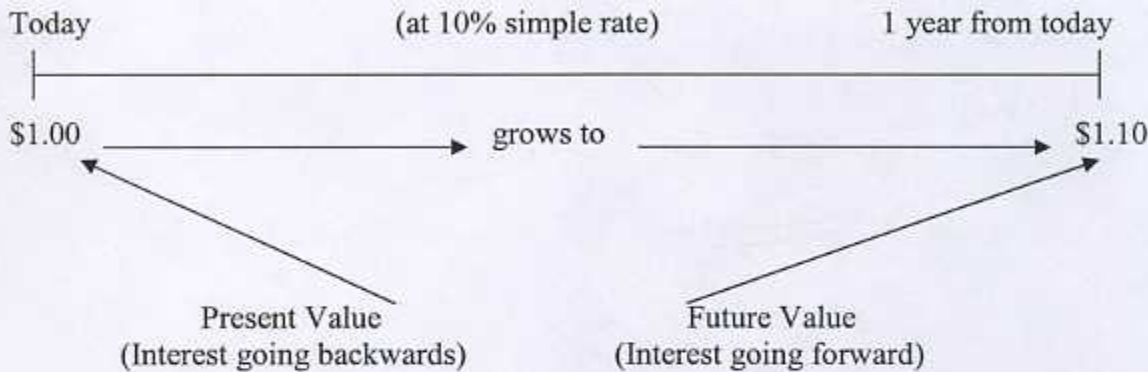 Today (at 10% simple rate) 1 year from today
$1.00 grows to $1.10
Present Value Future Value
(Interest going backwards) (Interest going forward)